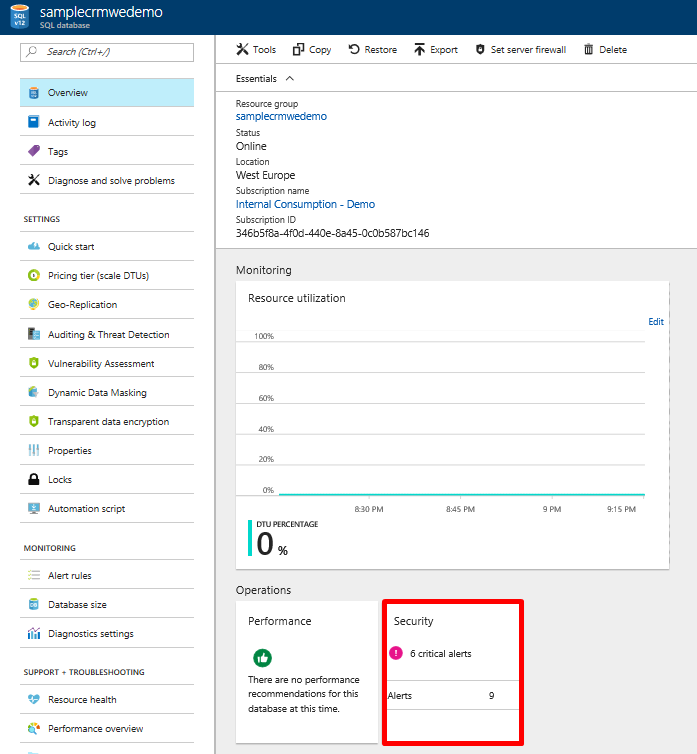 samplecrmwedemo
SQL database
SQL
v12
Search (Ctrl+/)
Overview
Activity log
Tags
Diagnose and solve problems
SETTINGS
Quick start
Pricing tier (scale DTUs)
Geo-Replication
Auditing & Threat Detection
Vulnerability Assessment
Dynamic Data Masking
Transparent data encryption
Properties
Locks
Automation script
MONITORING
Alert rules
Database size
Diagnostics settings
SUPPORT + TROUBLESHOOTING
Resource health
Performance overview
Tools Copy Restore Export Set server firewall Delete
Essentials
Resource group
samplecrmwedemo
Status
Online
Location
West Europe
Subscription name
Internal Consumption - Demo
Subscription ID
346b5f8a-4f0d-440e-8a45-0c0b587bc146
Monitoring
Resource utilization
Edit
100%
80%
60%
40%
20%
0%
8:30 PM 8:45 PM 9 PM 9:15 PM
DTU PERCENTAGE
0 %
Operations
Performance
There are no performance
recommendations for this
database at this time.
Security
! 6 critical alerts
Alerts 9